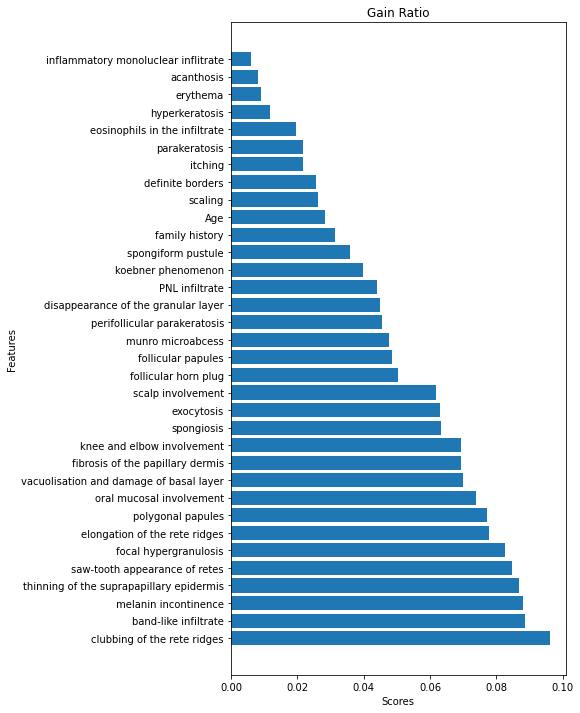 Gain Ratio
inflammatory monoluclear inflitrate
acanthosis
erythema
hyperkeratosis
eosinophils in the infiltrate
parakeratosis
itching
definite borders
scaling
Age
family history
spongiform pustule
koebner phenomenon
PNL infiltrate
disappearance of the granular layer
perifollicular parakeratosis
munro microabcess
follicular papules
follicular horn plug
scalp involvement
exocytosis
spongiosis
knee and elbow involvement
fibrosis of the papillary dermis
vacuolisation and damage of basal layer
oral mucosal involvement
polygonal papules
elongation of the rete ridges
focal hypergranulosis
saw-tooth appearance of retes
thinning of the suprapapillary epidermis
melanin incontinence
band-like infiltrate
clubbing of the rete ridges
Features
0.00 0.02 0.04 0.06 0.08 0.10
Scores